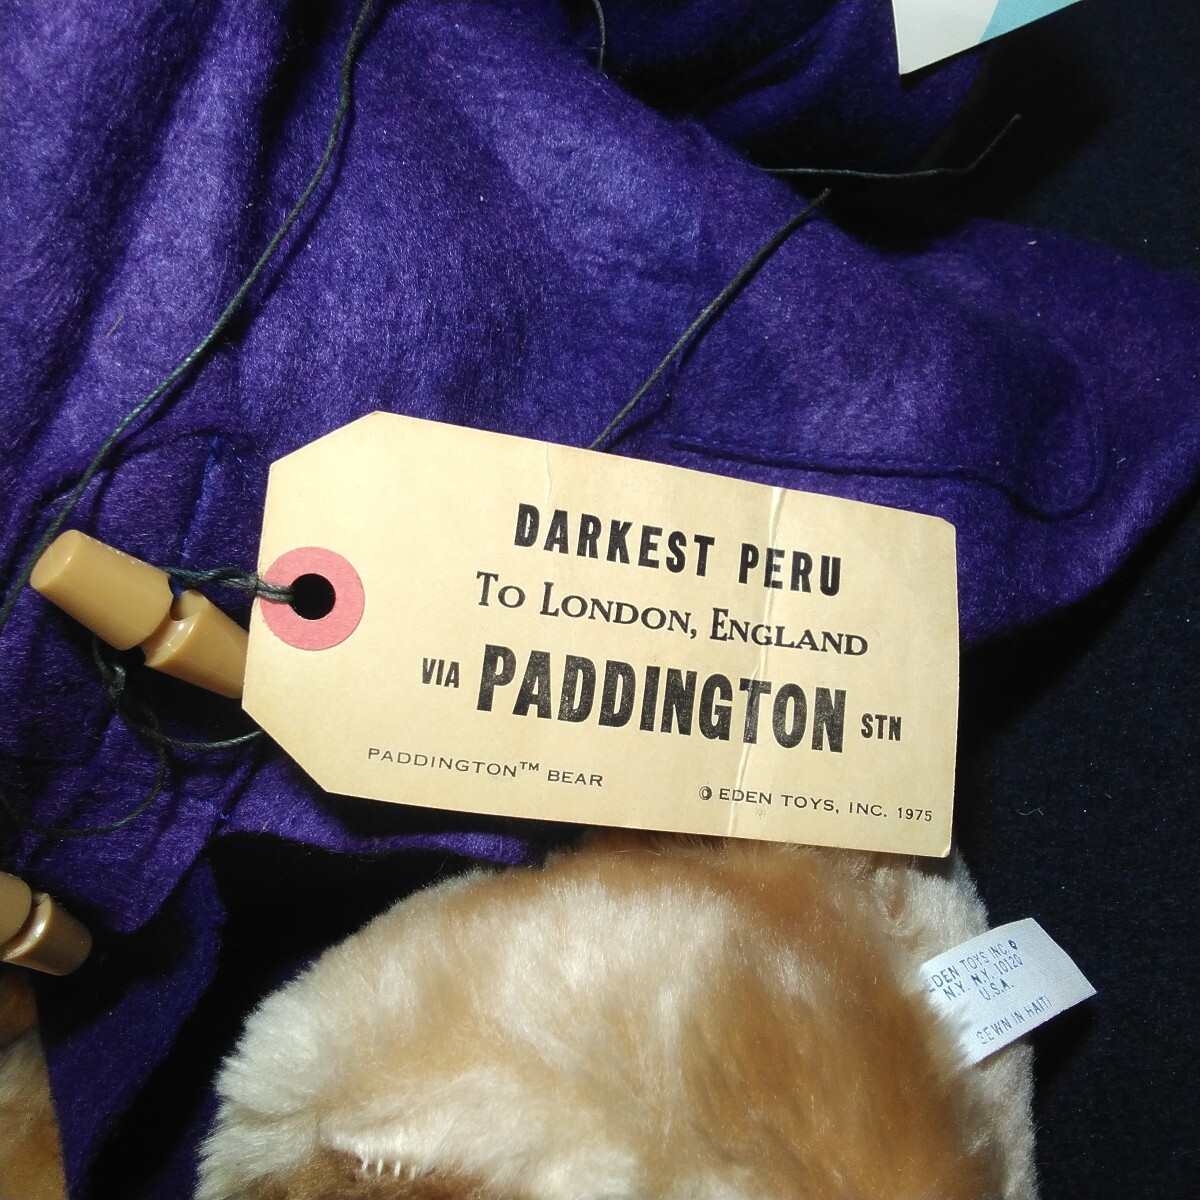 DARKEST PERU
TO LONDON, ENGLAND
VIA PADDINGTON STN
PADDINGTON™ BEAR
© EDEN TOYS, INC. 1975
EDEN TOYS INC.
N.Y. N.Y. 10120
U.S.A.
SEWN IN HAITI